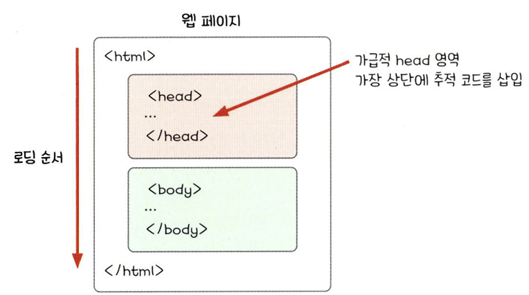 웹 페이지
<html>
가급적 head 영역
가장 상단에 추적 코드를 삽입
<head>
...
</head>
로딩 순서
<body>
...
</body>
</html>